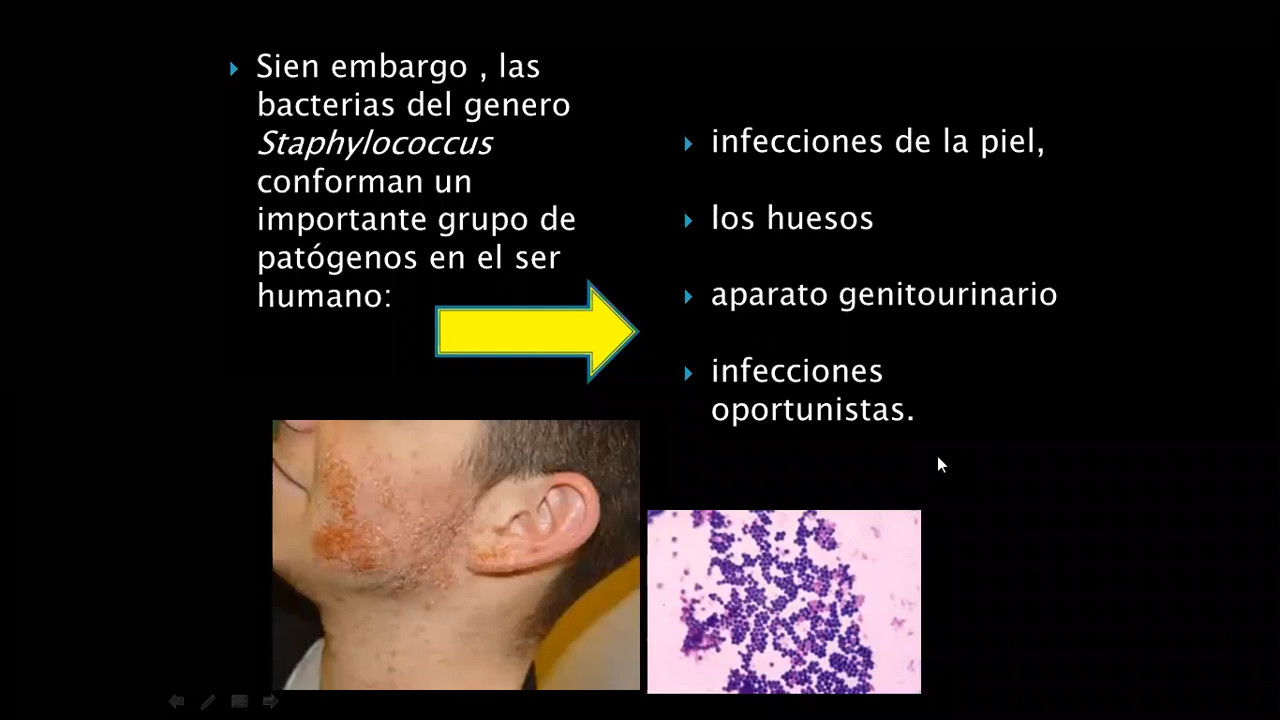 Sien embargo , las
bacterias del genero
Staphylococcus
conforman un
importante grupo de
patógenos en el ser
humano:
infecciones de la piel,
los huesos
aparato genitourinario
infecciones
oportunistas.